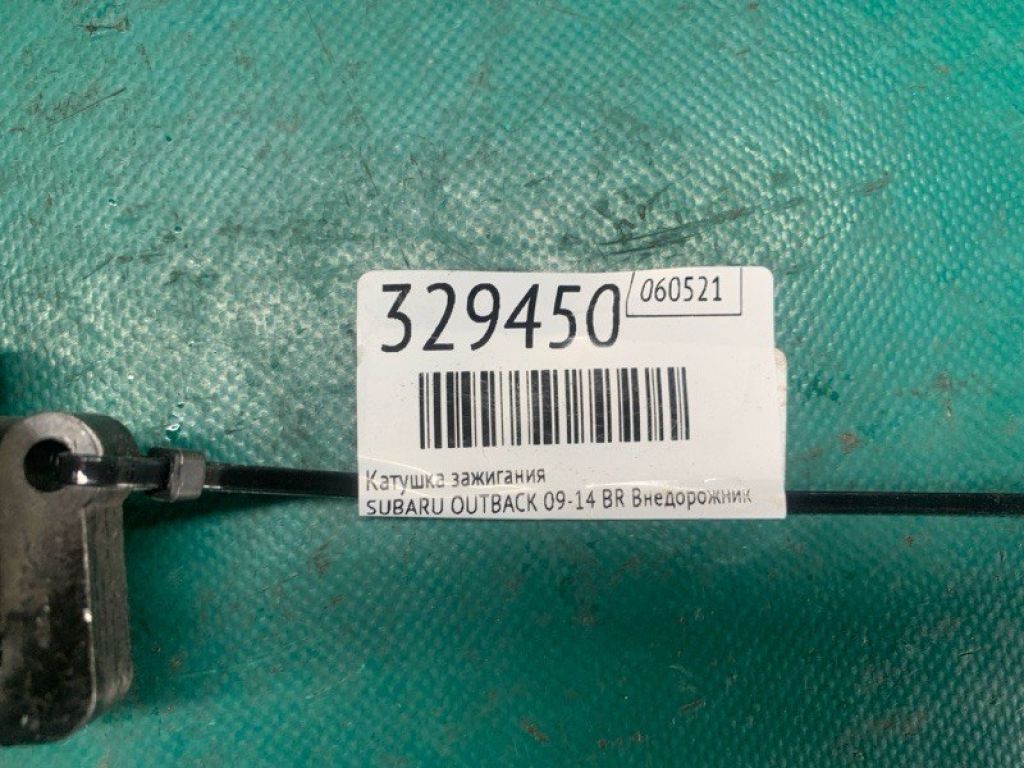 329450
060521
Катушка зажигания
SUBARU OUTBACK 09-14 BR Внедорожник